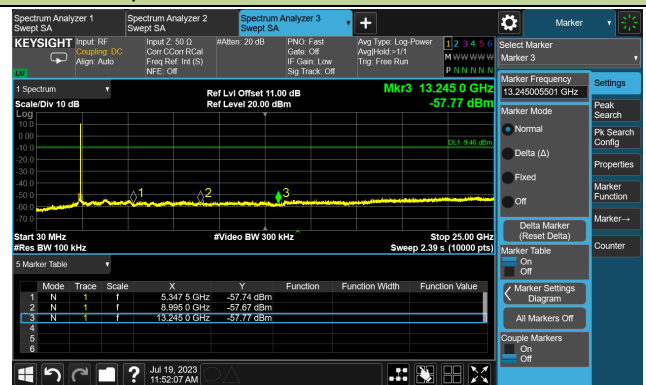 Spectrum Analyzer 1
Swept SA
Spectrum Analyzer 2
Swept SA
Spectrum Analyzer 3
Swept SA
Marker
KEYSIGHT
Input: RF
Coupling: DC
Align: Auto
Input Z: 50 Ω
Corr CCorr RCal
Freq Ref: Int (S)
NFE: Off
#Atten: 20 dB
PNO: Fast
Gate: Off
IF Gain: Low
Sig Track: Off
Avg Type: Log-Power
Avg|Hold:>1/1
Trig: Free Run
1 2 3 4 5 6
M W W W W W
P N N N N N
LXI
Select Marker
Marker 3
1 Spectrum
Scale/Div 10 dB
Log
Ref Lvl Offset 11.00 dB
Ref Level 20.00 dBm
Mkr3 13.245 0 GHz
-57.77 dBm
10.0
0.00
-10.0
-20.0
-30.0
-40.0
-50.0
-60.0
-70.0
DL1 -9.46 dBm
1
2
3
Start 30 MHz
#Res BW 100 kHz
#Video BW 300 kHz
Stop 25.00 GHz
Sweep 2.39 s (10000 pts)
5 Marker Table
Mode Trace Scale X Y Function Function Width Function Value
1 N 1 f 5.347 5 GHz -57.74 dBm
2 N 1 f 8.995 0 GHz -57.67 dBm
3 N 1 f 13.245 0 GHz -57.77 dBm
4
5
6
Marker Frequency
13.245005501 GHz
Marker Mode
Normal
Delta (Δ)
Fixed
Off
Delta Marker
(Reset Delta)
Marker Table
On
Off
Marker Settings
Diagram
All Markers Off
Couple Markers
On
Off
Settings
Peak
Search
Pk Search
Config
Properties
Marker
Function
Marker→
Counter
?
Jul 19, 2023
11:52:07 AM